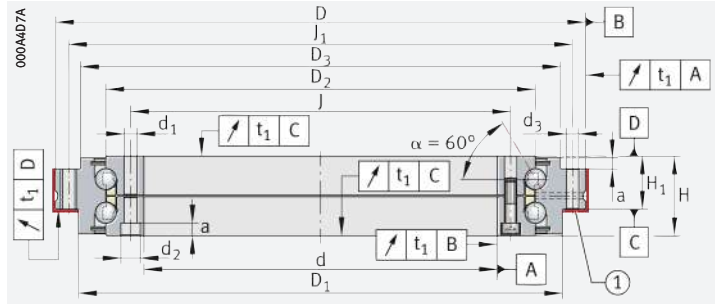 000A4D7A
D
B
J1
D3
t1 A
D2
J
d1
d3
D
t1 C
α = 60°
t1 C
a
H1
H
t1 D
a
C
t1 B
d2
d
A
1
D1